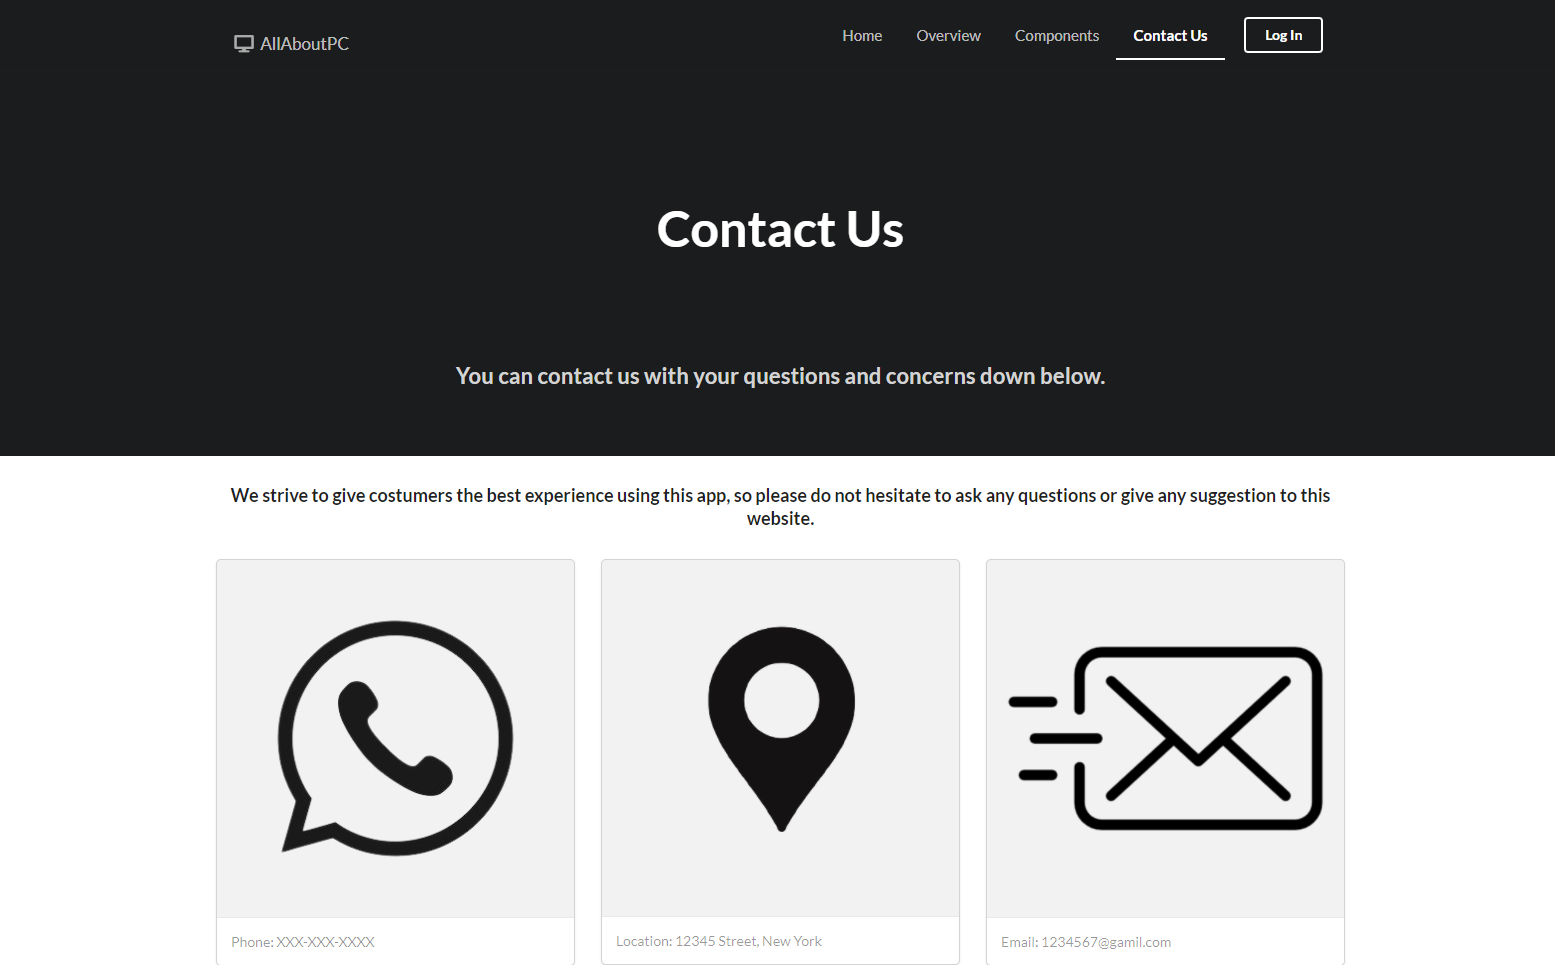 AllAboutPC
Home
Overview
Components
Contact Us
Log In
Contact Us
You can contact us with your questions and concerns down below.
We strive to give costumers the best experience using this app, so please do not hesitate to ask any questions or give any suggestion to this
website.
Phone: XXX-XXX-XXXX
Location: 12345 Street, New York
Email: 1234567@gamil.com